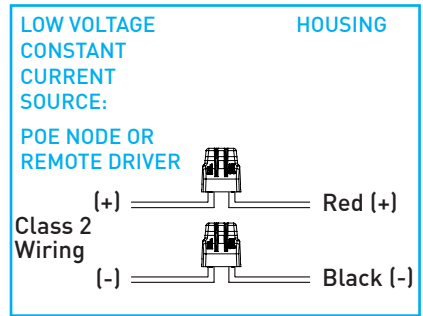 LOW VOLTAGE
CONSTANT
CURRENT
SOURCE:
POE NODE OR
REMOTE DRIVER
HOUSING
(+)
Red (+)
Class 2
Wiring
(-)
Black (-)